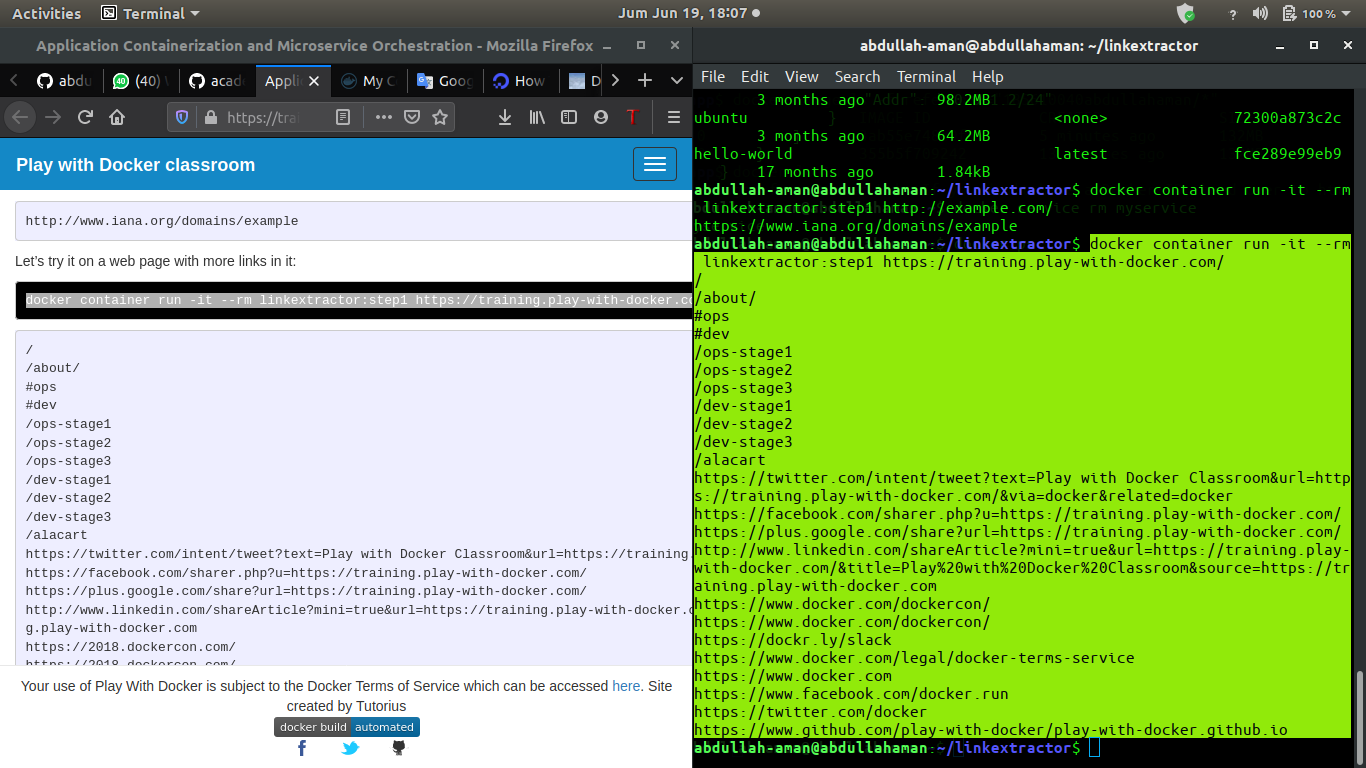 Activities
Terminal
Jum Jun 19, 18:07
?
100 %
Application Containerization and Microservice Orchestration - Mozilla Firefox
abdu
(40)
acade
Applic
My C
Goog
How
D
https://trai
T
Play with Docker classroom
http://www.iana.org/domains/example
Let’s try it on a web page with more links in it:
docker container run -it --rm linkextractor:step1 https://training.play-with-docker.co
/
/about/
#ops
#dev
/ops-stage1
/ops-stage2
/ops-stage3
/dev-stage1
/dev-stage2
/dev-stage3
/alacart
https://twitter.com/intent/tweet?text=Play with Docker Classroom&url=https://training.
https://facebook.com/sharer.php?u=https://training.play-with-docker.com/
https://plus.google.com/share?url=https://training.play-with-docker.com/
http://www.linkedin.com/shareArticle?mini=true&url=https://training.play-with-docker.c
g.play-with-docker.com
https://2018.dockercon.com/
https://2018.dockercon.com/
Your use of Play With Docker is subject to the Docker Terms of Service which can be accessed here. Site
created by Tutorius
docker build automated
abdullah-aman@abdullahaman: ~/linkextractor
File Edit View Search Terminal Help
3 months ago 98.2MB
ubuntu <none> 72300a873c2c
3 months ago 64.2MB
hello-world latest fce289e99eb9
17 months ago 1.84kB
abdullah-aman@abdullahaman:~/linkextractor$ docker container run -it --rm
linkextractor:step1 http://example.com/
https://www.iana.org/domains/example
abdullah-aman@abdullahaman:~/linkextractor$ docker container run -it --rm
linkextractor:step1 https://training.play-with-docker.com/
/
/about/
#ops
#dev
/ops-stage1
/ops-stage2
/ops-stage3
/dev-stage1
/dev-stage2
/dev-stage3
/alacart
https://twitter.com/intent/tweet?text=Play with Docker Classroom&url=http
s://training.play-with-docker.com/&via=docker&related=docker
https://facebook.com/sharer.php?u=https://training.play-with-docker.com/
https://plus.google.com/share?url=https://training.play-with-docker.com/
http://www.linkedin.com/shareArticle?mini=true&url=https://training.play-
with-docker.com/&title=Play%20with%20Docker%20Classroom&source=https://tr
aining.play-with-docker.com
https://www.docker.com/dockercon/
https://www.docker.com/dockercon/
https://dockr.ly/slack
https://www.docker.com/legal/docker-terms-service
https://www.docker.com
https://www.facebook.com/docker.run
https://twitter.com/docker
https://www.github.com/play-with-docker/play-with-docker.github.io
abdullah-aman@abdullahaman:~/linkextractor$